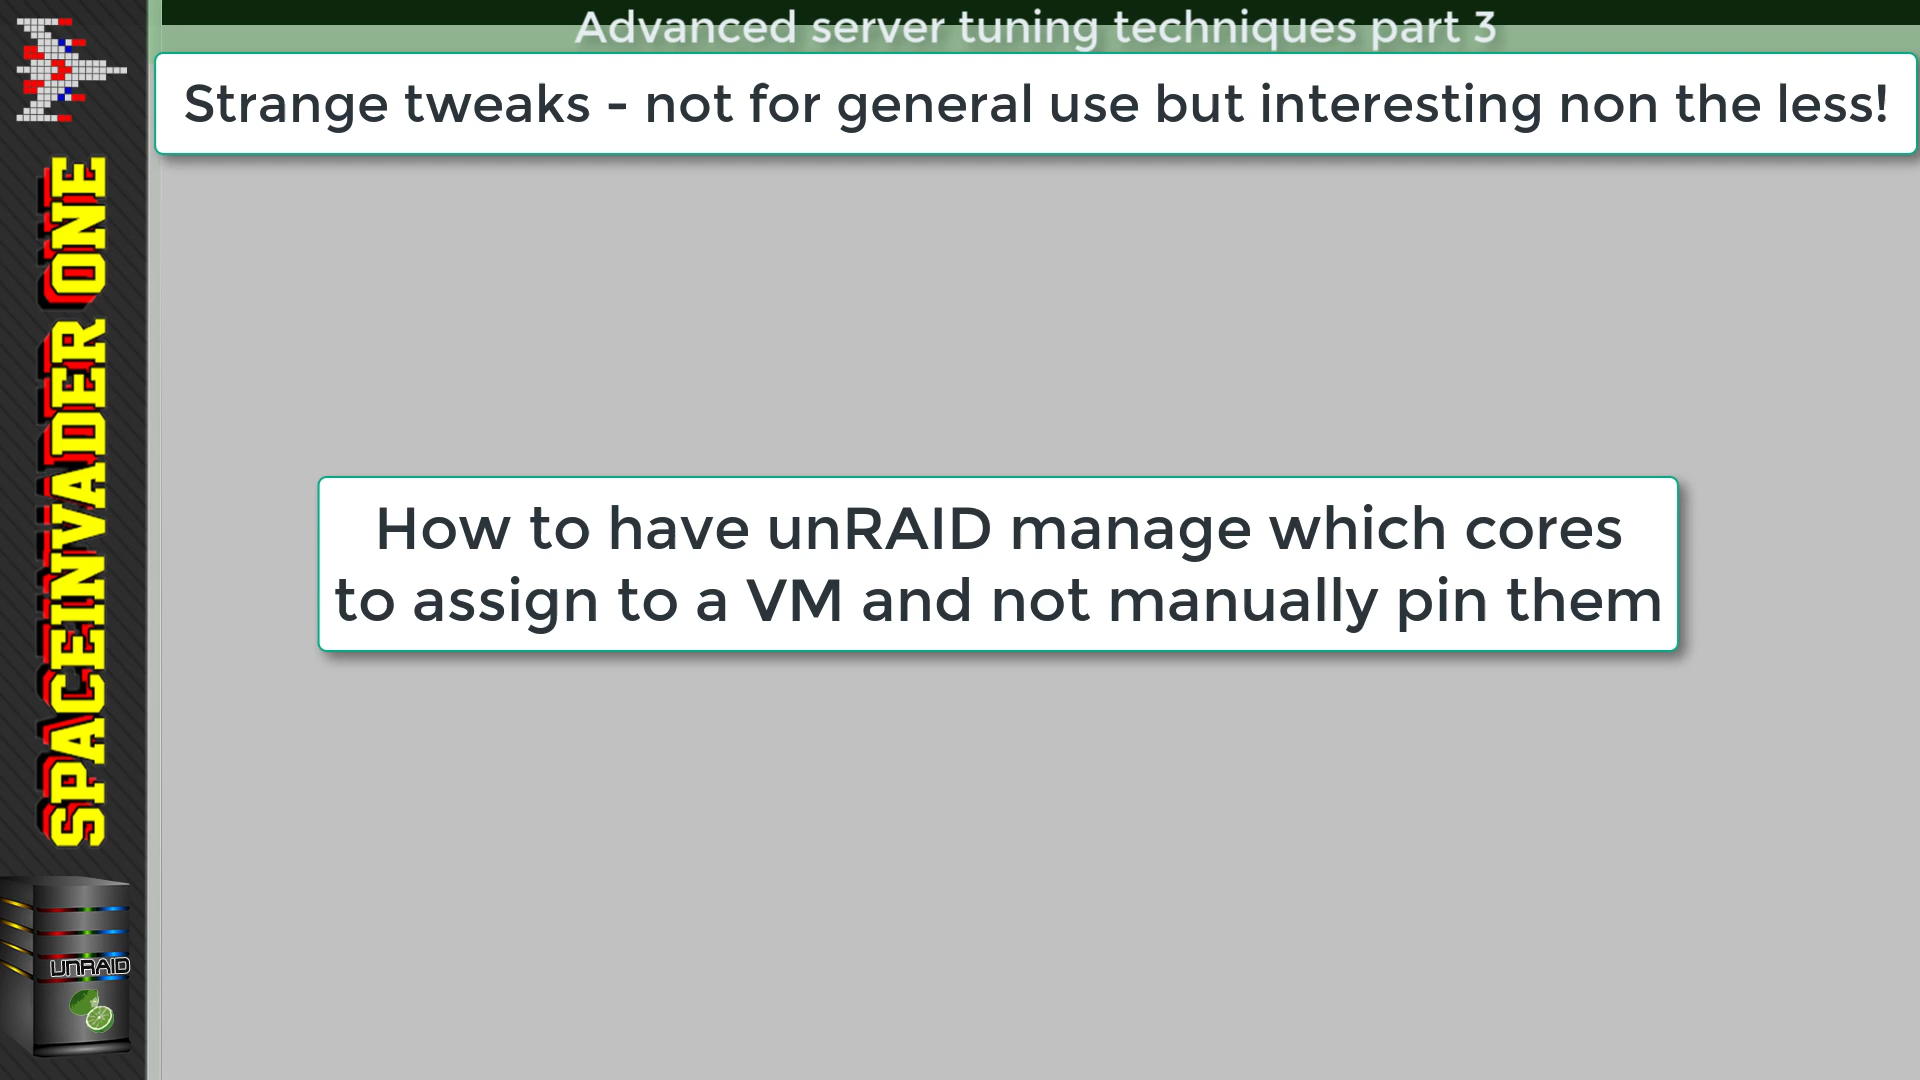 Advanced server tuning techniques part 3
Strange tweaks - not for general use but interesting non the less!
SPACEINVADER ONE
How to have unRAID manage which cores
to assign to a VM and not manually pin them
UNRAID